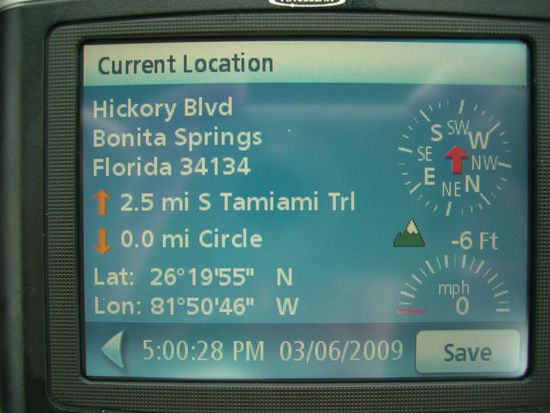 Current Location
Hickory Blvd
Bonita Springs
Florida 34134
2.5 mi S Tamiami Trl
0.0 mi Circle
Lat: 26°19'55" N
Lon: 81°50'46" W
S SW W NW N NE E SE
-6 Ft
mph
0
5:00:28 PM 03/06/2009
Save